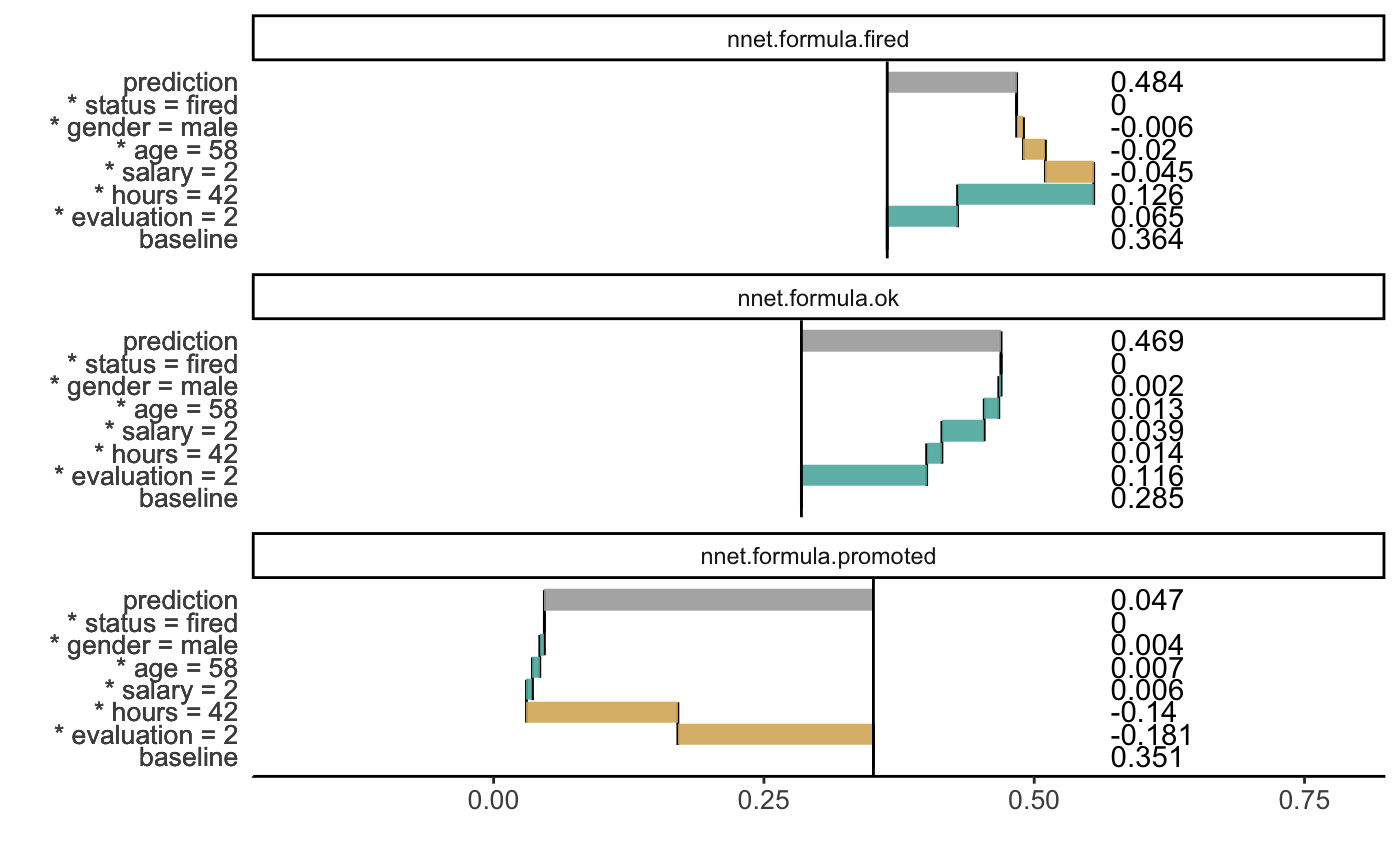 nnet.formula.fired
prediction 0.484
* status = fired 0
* gender = male -0.006
* age = 58 -0.02
* salary = 2 -0.045
* hours = 42 0.126
* evaluation = 2 0.065
baseline 0.364
nnet.formula.ok
prediction 0.469
* status = fired 0
* gender = male 0.002
* age = 58 0.013
* salary = 2 0.039
* hours = 42 0.014
* evaluation = 2 0.116
baseline 0.285
nnet.formula.promoted
prediction 0.047
* status = fired 0
* gender = male 0.004
* age = 58 0.007
* salary = 2 0.006
* hours = 42 -0.14
* evaluation = 2 -0.181
baseline 0.351
0.00 0.25 0.50 0.75